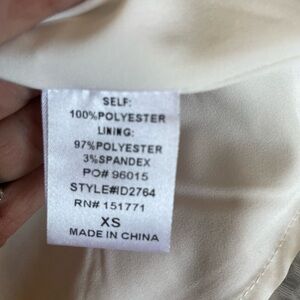 SELF:
100%POLYESTER
LINING:
97%POLYESTER
3%SPANDEX
PO# 96015
STYLE#ID2764
RN# 151771
XS
MADE IN CHINA